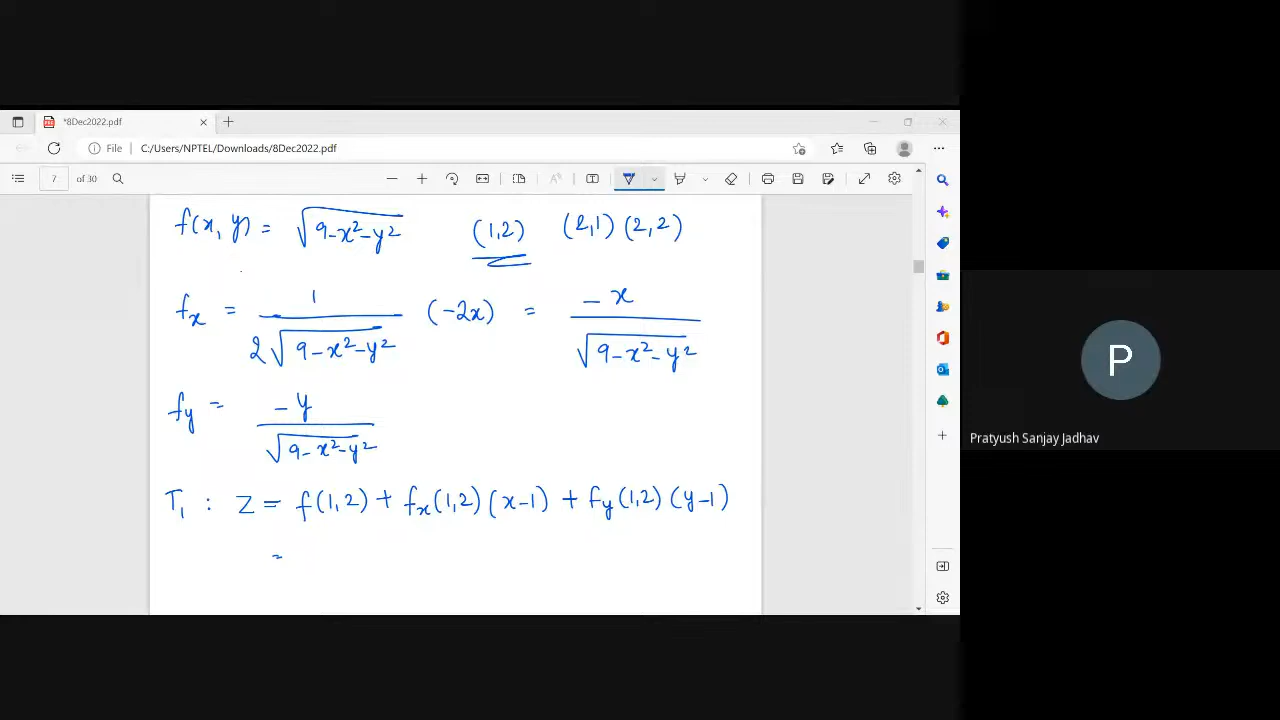 *8Dec2022.pdf
File C:/Users/NPTEL/Downloads/8Dec2022.pdf
7 of 30
f(x, y) = √(9-x²-y²) (1,2) (2,1) (2,2)
fx = 1/(2√(9-x²-y²)) (-2x) = -x/√(9-x²-y²)
fy = -y/√(9-x²-y²)
T₁ : Z = f(1,2) + fx(1,2)(x-1) + fy(1,2)(y-1)
=
P
Pratyush Sanjay Jadhav